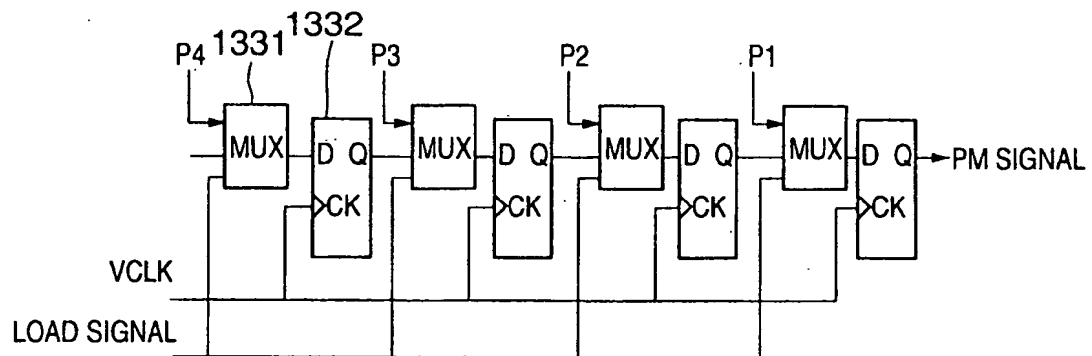 P4 1331 1332 P3 P2 P1
MUX D Q MUX D Q MUX D Q MUX D Q PM SIGNAL
CK CK CK CK
VCLK
LOAD SIGNAL